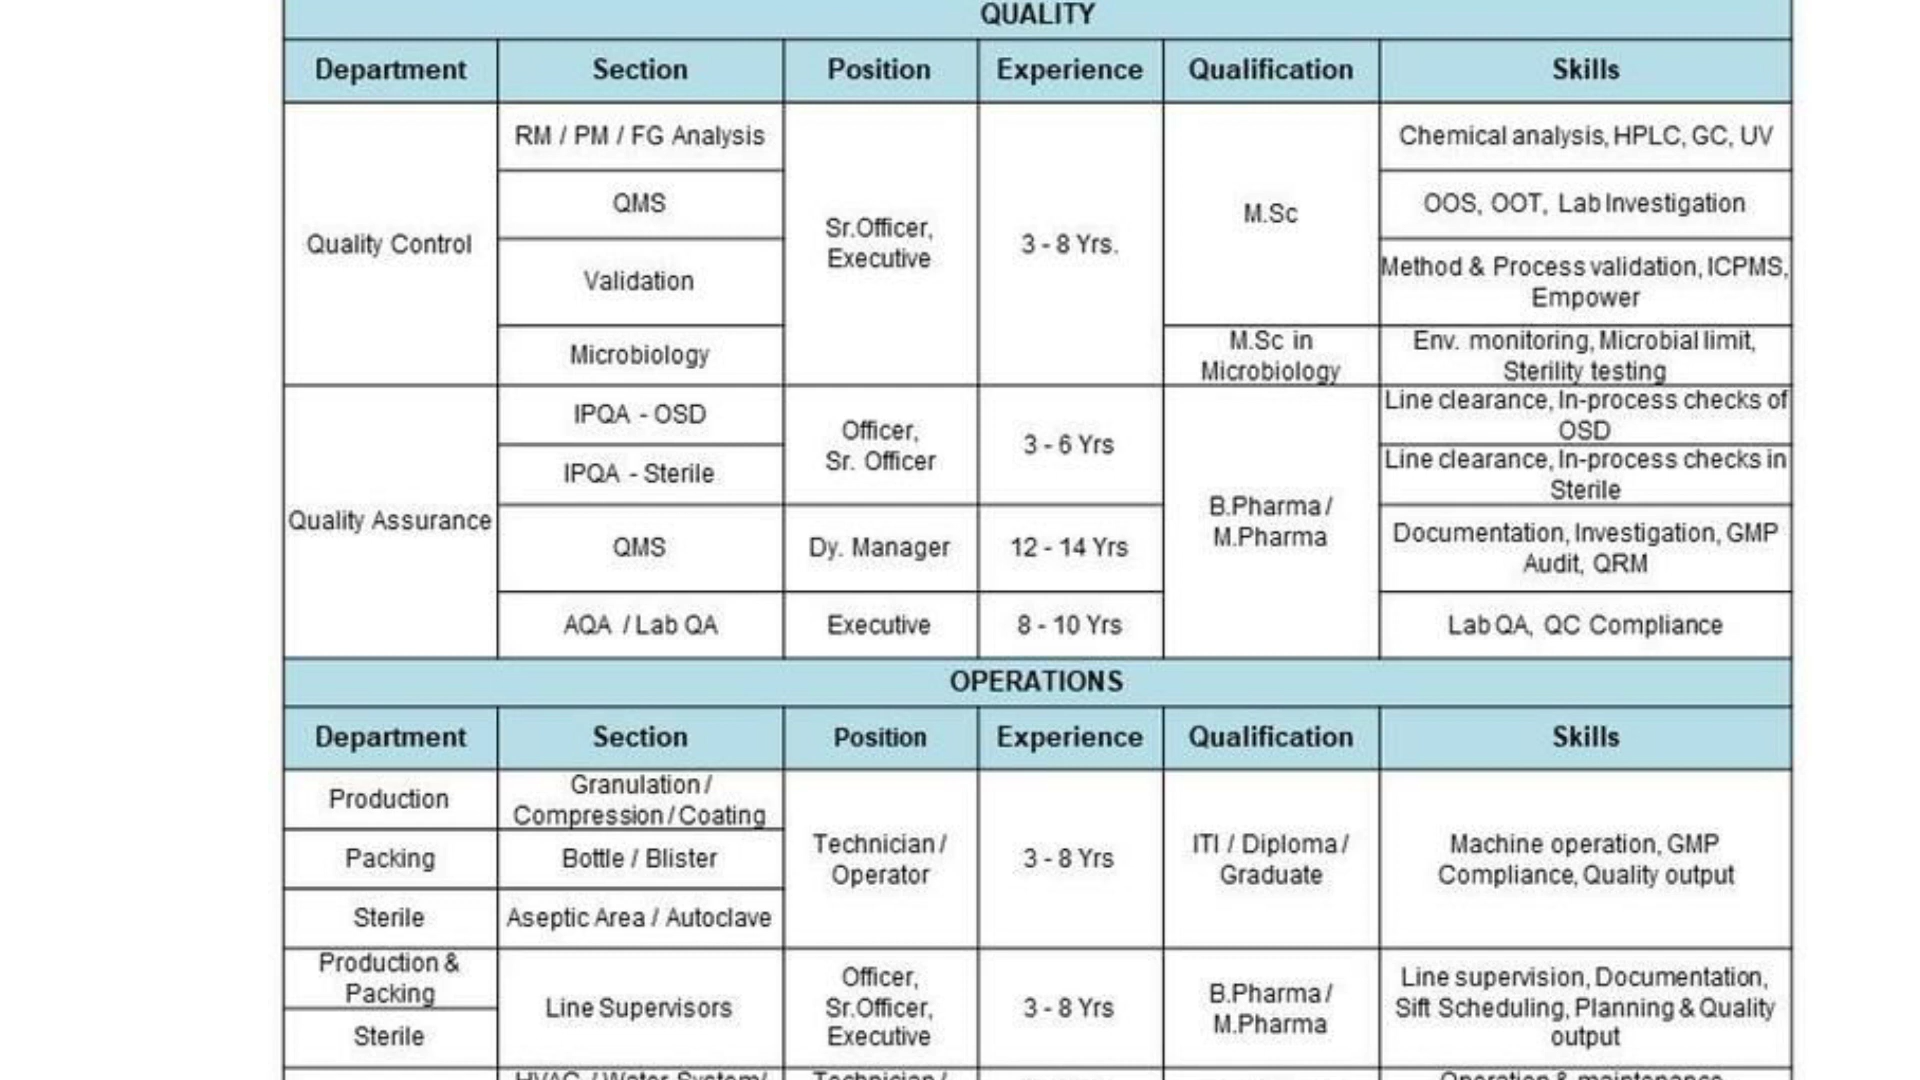 QUALITY
Department Section Position Experience Qualification Skills
Quality Control
RM / PM / FG Analysis
Sr.Officer,
Executive
3 - 8 Yrs.
M.Sc
Chemical analysis, HPLC, GC, UV
QMS
OOS, OOT, Lab Investigation
Validation
Method & Process validation, ICPMS,
Empower
Microbiology
M.Sc in
Microbiology
Env. monitoring, Microbial limit,
Sterility testing
Quality Assurance
IPQA - OSD
Officer,
Sr. Officer
3 - 6 Yrs
B.Pharma /
M.Pharma
Line clearance, In-process checks of
OSD
IPQA - Sterile
Line clearance, In-process checks in
Sterile
QMS
Dy. Manager
12 - 14 Yrs
Documentation, Investigation, GMP
Audit, QRM
AQA / Lab QA
Executive
8 - 10 Yrs
Lab QA, QC Compliance
OPERATIONS
Department Section Position Experience Qualification Skills
Production
Granulation /
Compression / Coating
Technician /
Operator
3 - 8 Yrs
ITI / Diploma /
Graduate
Machine operation, GMP
Compliance, Quality output
Packing
Bottle / Blister
Sterile
Aseptic Area / Autoclave
Production &
Packing
Line Supervisors
Officer,
Sr.Officer,
Executive
3 - 8 Yrs
B.Pharma /
M.Pharma
Line supervision, Documentation,
Sift Scheduling, Planning & Quality
output
Sterile
HVAC / Water System/
Technician /
Operation & maintenance